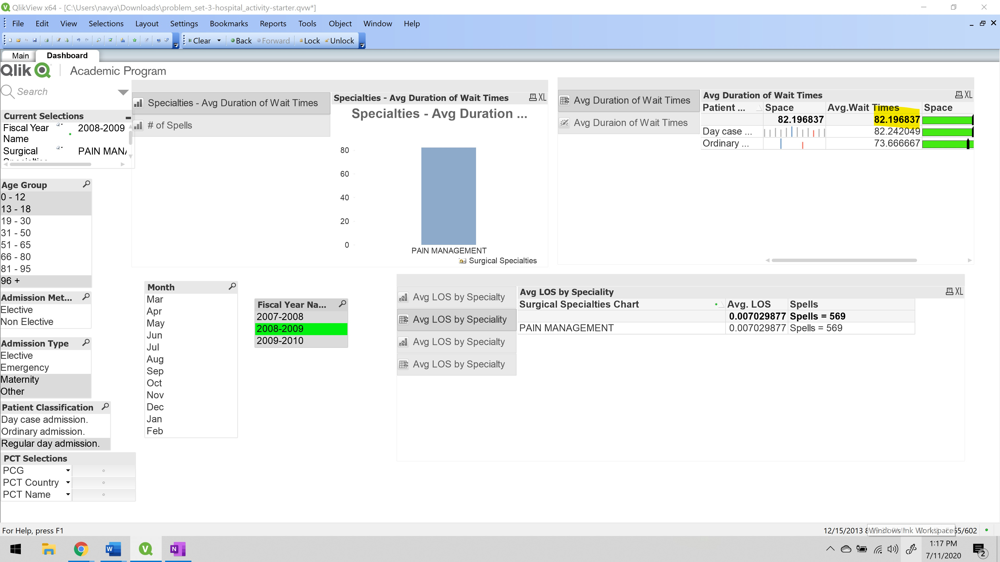 QlikView x64 - [C:\Users\navya\Downloads\problem_set-3-hospital_activity-starter.qvw*]
File Edit View Selections Layout Settings Bookmarks Reports Tools Object Window Help
Clear Back Forward Lock Unlock
Main Dashboard
Qlik Academic Program
Search
Current Selections
Fiscal Year Name 2008-2009
Surgical PAIN MAN
Age Group
0 - 12
13 - 18
19 - 30
31 - 50
51 - 65
66 - 80
81 - 95
96 +
Admission Met...
Elective
Non Elective
Admission Type
Elective
Emergency
Maternity
Other
Patient Classification
Day case admission.
Ordinary admission.
Regular day admission.
PCT Selections
PCG
PCT Country
PCT Name
Specialties - Avg Duration of Wait Times
# of Spells
Specialties - Avg Duration of Wait Times XL
Specialties - Avg Duration ...
80
60
40
20
0
PAIN MANAGEMENT
Surgical Specialties
Avg Duration of Wait Times
Avg Duraion of Wait Times
Avg Duration of Wait Times XL
Patient ... Space Avg.Wait Times Space
82.196837 82.196837
Day case ... 82.242049
Ordinary ... 73.666667
Month
Mar
Apr
May
Jun
Jul
Aug
Sep
Oct
Nov
Dec
Jan
Feb
Fiscal Year Na...
2007-2008
2008-2009
2009-2010
Avg LOS by Specialty
Avg LOS by Speciality
Avg LOS by Specialty
Avg LOS by Specialty
Avg LOS by Speciality XL
Surgical Specialties Chart Avg. LOS Spells
0.007029877 Spells = 569
PAIN MANAGEMENT 0.007029877 Spells = 569
For Help, press F1
12/15/2013 Windows Ink Workspace 55/602
1:17 PM
7/11/2020
2